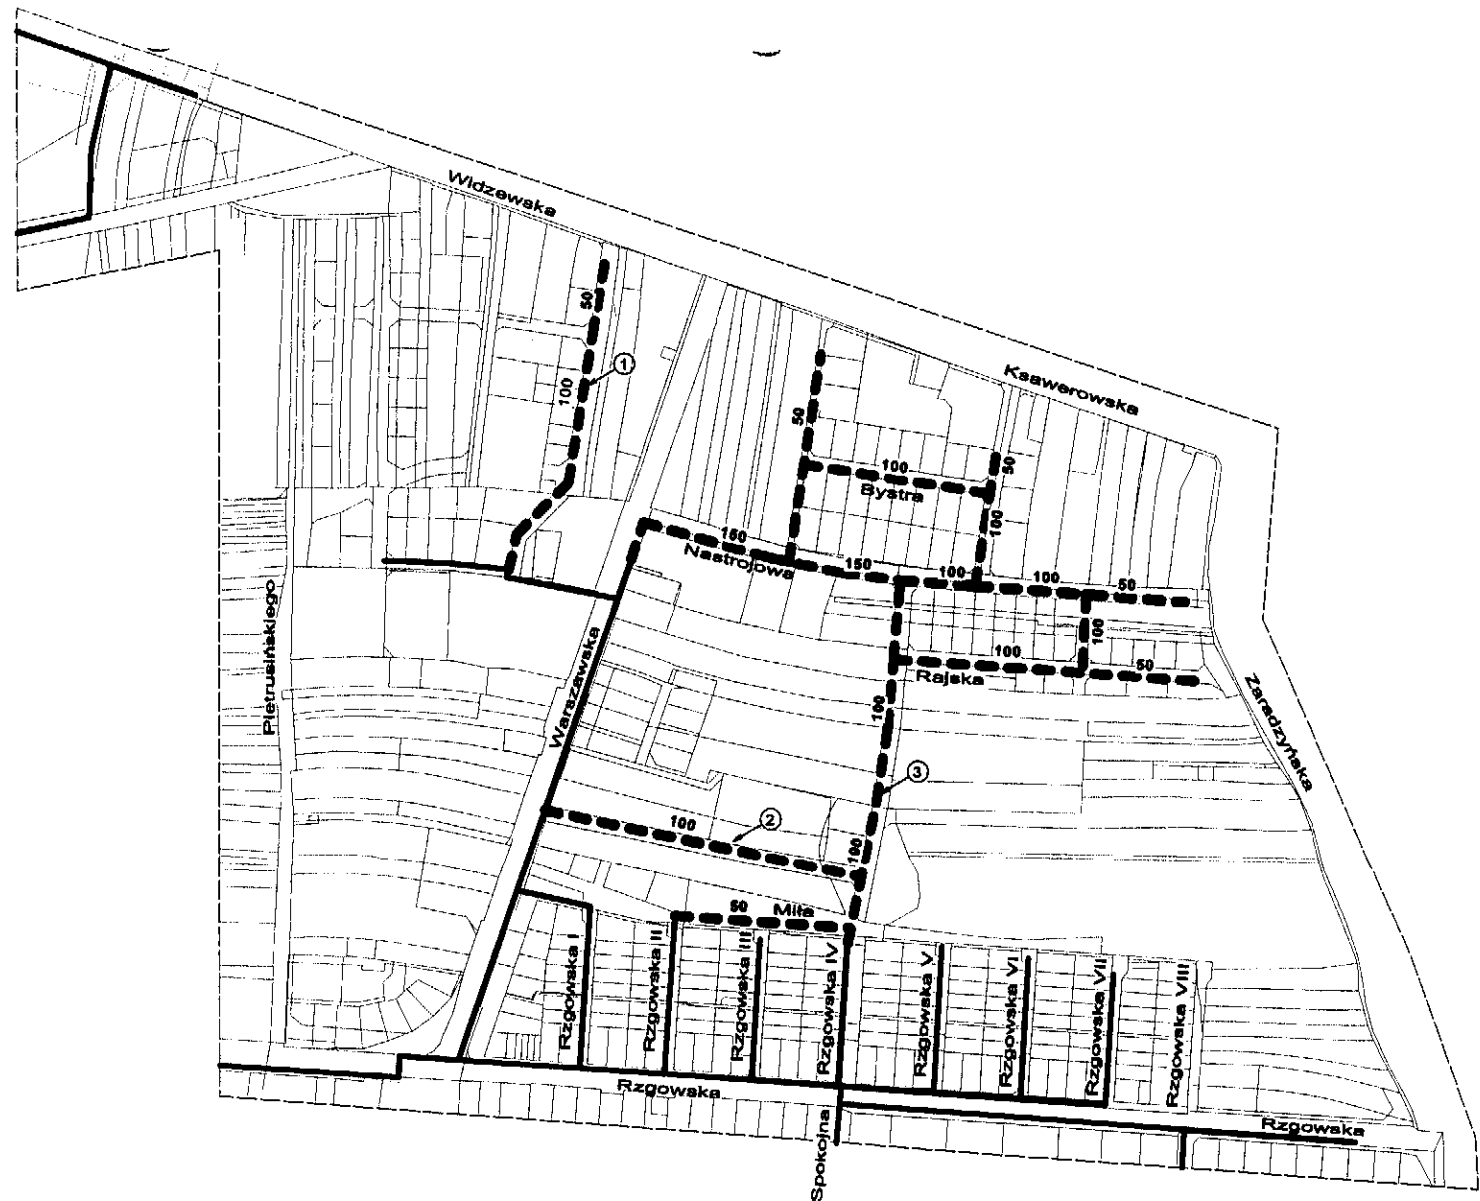 Widzewska
50
1
100
Ksawerowska
50
100
50
Bystra
100
150
Nastrojowa
150
100
100
50
100
100
Rajska
50
Pietrusińskiego
Warszawska
100
Zaradzyńska
3
100
2
100
50
Miła
Rzgowska I
Rzgowska II
Rzgowska III
Rzgowska IV
Rzgowska V
Rzgowska VI
Rzgowska VII
Rzgowska VIII
Rzgowska
Rzgowska
Spokojna